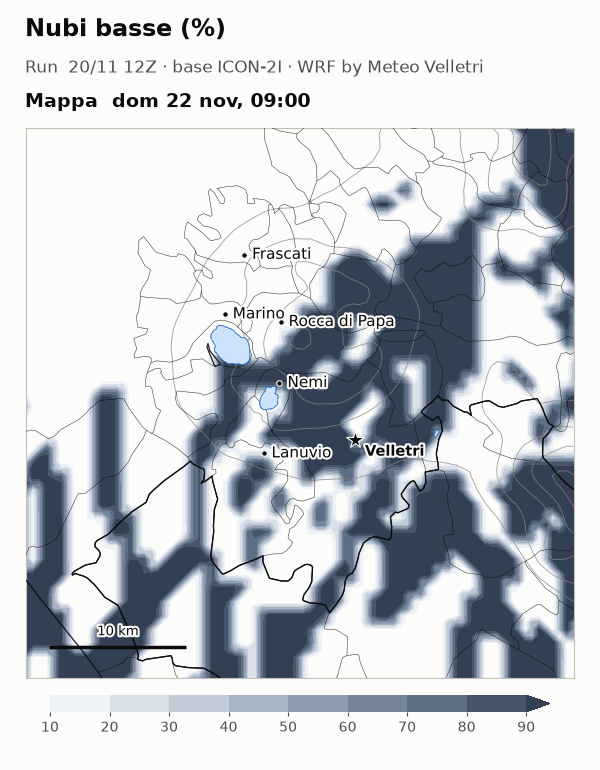 Nubi basse (%)
Run  20/11 12Z · base ICON-2I · WRF by Meteo Velletri
Mappa  dom 22 nov, 09:00
Frascati
Marino
Rocca di Papa
Nemi
Velletri
Lanuvio
10 km
10 20 30 40 50 60 70 80 90